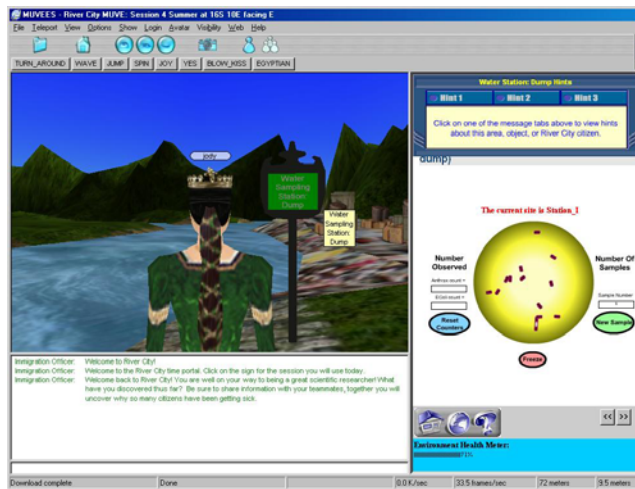 MUVEES - River City MUVE: Session 4 Summer at 16S 10E facing E
File Teleport View Options Show Login Avatar Visibility Web Help
TURN_AROUND WAVE JUMP SPIN JOY YES BLOW_KISS EGYPTIAN
jody
Water
Sampling
Station:
Dump
Water
Sampling
Station:
Dump
Immigration Officer: Welcome to River City!
Immigration Officer: Welcome to the River City time portal. Click on the sign for the session you will use today.
Immigration Officer: Welcome back to River City! You are well on your way to being a great scientific researcher! What
have you discovered thus far? Be sure to share information with your teammates, together you will
uncover why so many citizens have been getting sick.
Water Station: Dump Hints
Hint 1 Hint 2 Hint 3
Click on one of the message tabs above to view hints
about this area, object, or River City citizen.
dump)
The current site is Station_1
Number
Observed
Number Of
Samples
Sample Number
Reset
Counters
New Sample
Freeze
<< >>
Environment Health Meter:
71%
Download complete Done 0.0 K/sec 33.5 frames/sec 72 meters 9.5 meters